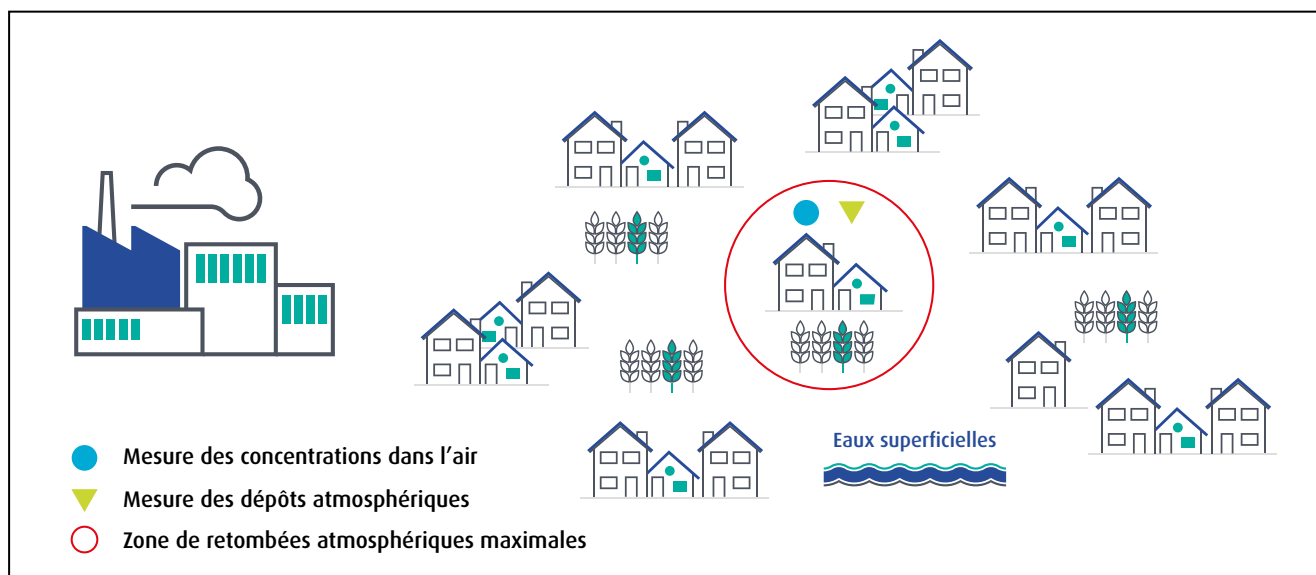 Eaux superficielles
Mesure des concentrations dans l'air
Mesure des dépôts atmosphériques
Zone de retombées atmosphériques maximales